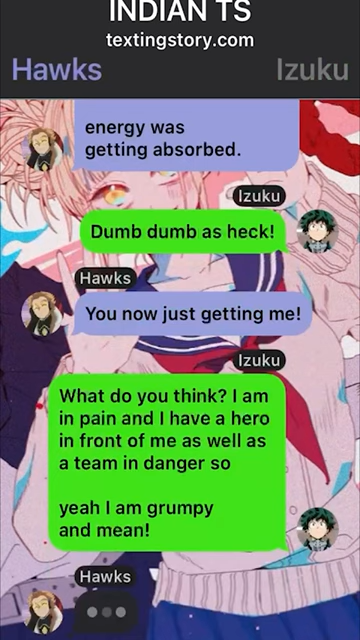 INDIAN TS
textingstory.com
Hawks Izuku
energy was
getting absorbed.
Izuku
Dumb dumb as heck!
Hawks
You now just getting me!
Izuku
What do you think? I am
in pain and I have a hero
in front of me as well as
a team in danger so
yeah I am grumpy
and mean!
Hawks